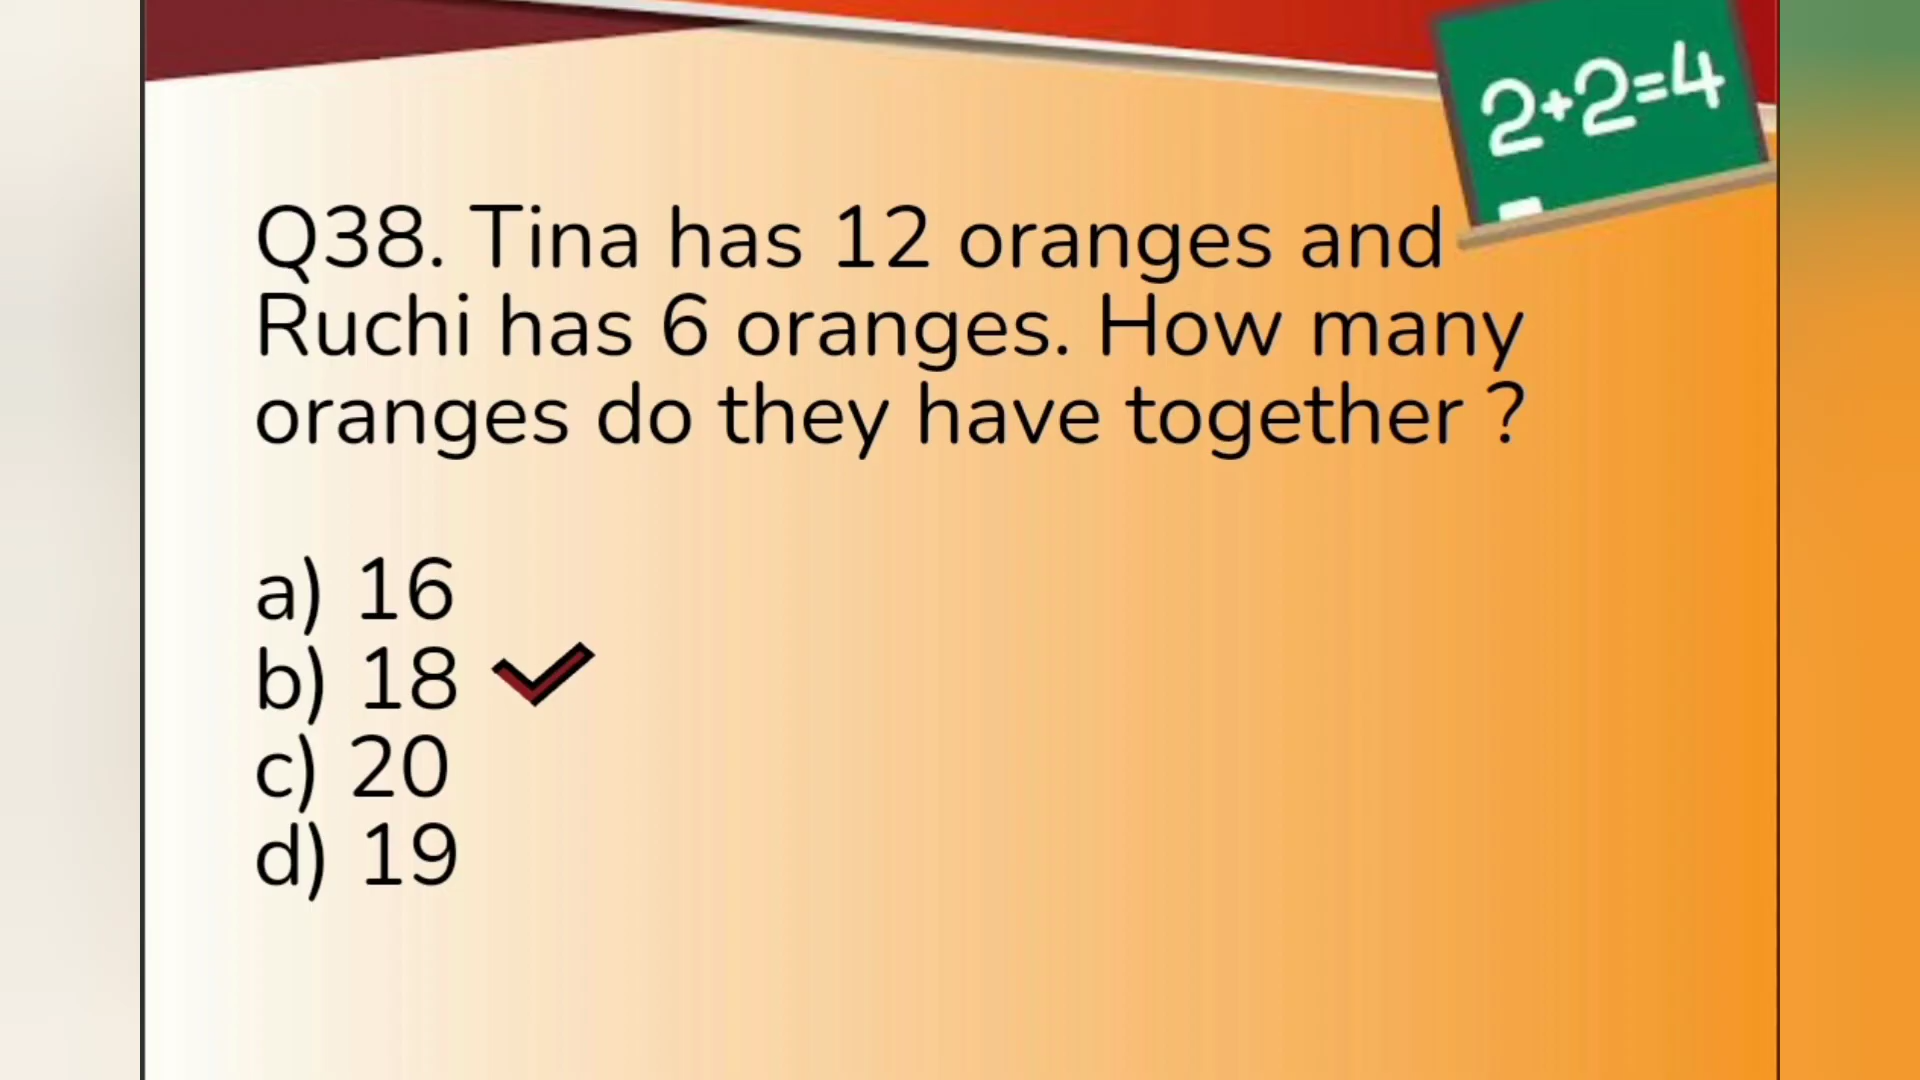 2+2=4
Q38. Tina has 12 oranges and
Ruchi has 6 oranges. How many
oranges do they have together ?
a) 16
b) 18
c) 20
d) 19